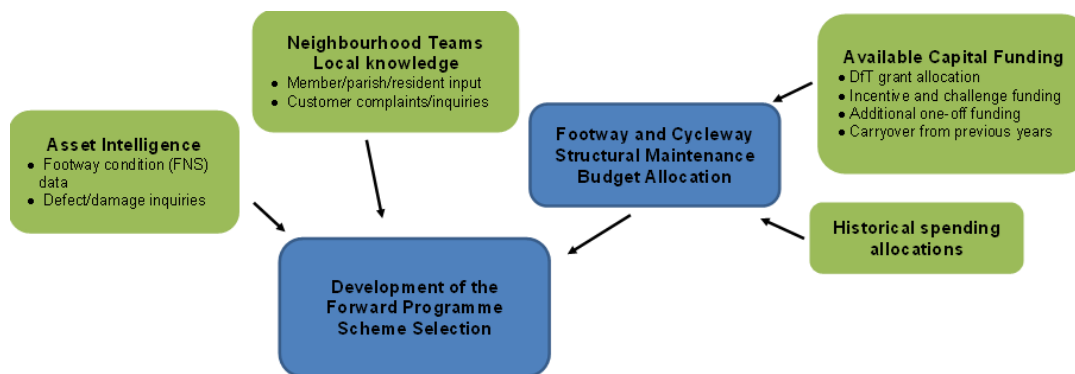 Neighbourhood Teams
Local knowledge
● Member/parish/resident input
● Customer complaints/inquiries
Available Capital Funding
● DfT grant allocation
● Incentive and challenge funding
● Additional one-off funding
● Carryover from previous years
Asset Intelligence
● Footway condition (FNS)
data
● Defect/damage inquiries
Footway and Cycleway
Structural Maintenance
Budget Allocation
Historical spending
allocations
Development of the
Forward Programme
Scheme Selection